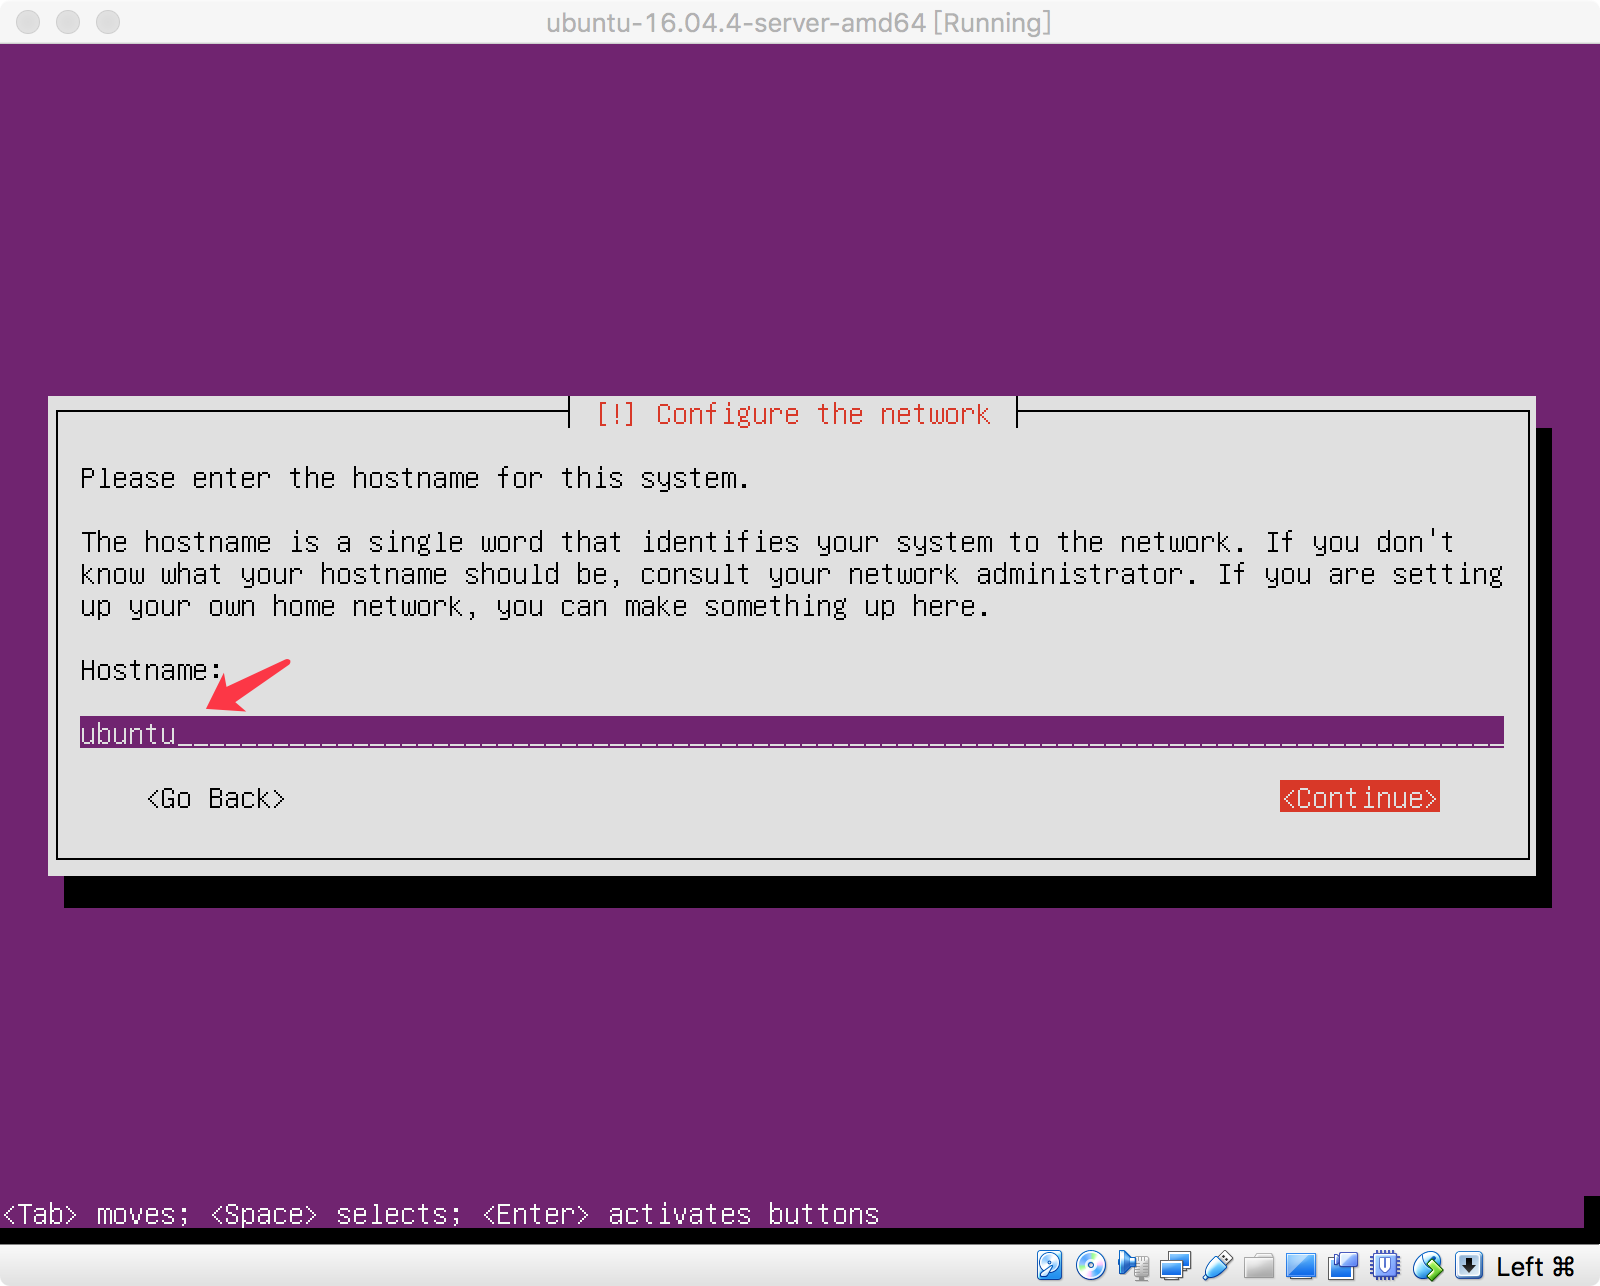 ubuntu-16.04.4-server-amd64 [Running]
[!] Configure the network
Please enter the hostname for this system.
The hostname is a single word that identifies your system to the network. If you don't
know what your hostname should be, consult your network administrator. If you are setting
up your own home network, you can make something up here.
Hostname:
ubuntu
<Go Back> <Continue>
<Tab> moves; <Space> selects; <Enter> activates buttons
Left ⌘